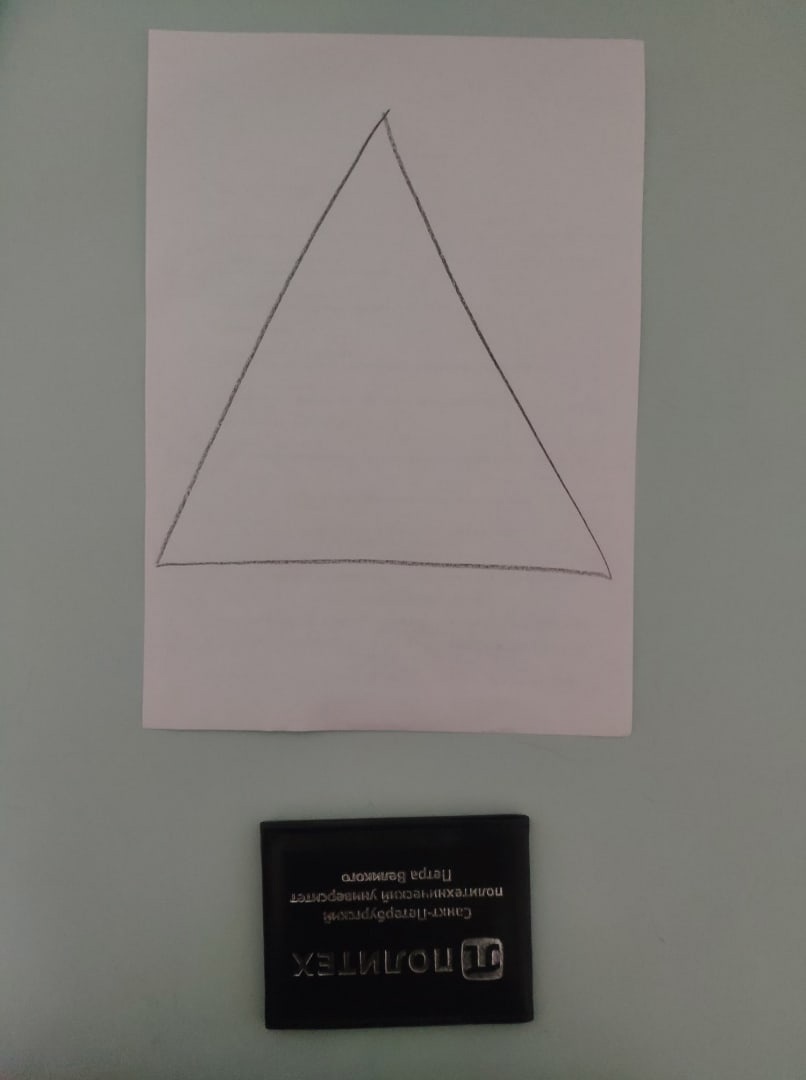 ПОЛИТЕХ
Санкт-Петербургский
политехнический университет
Петра Великого